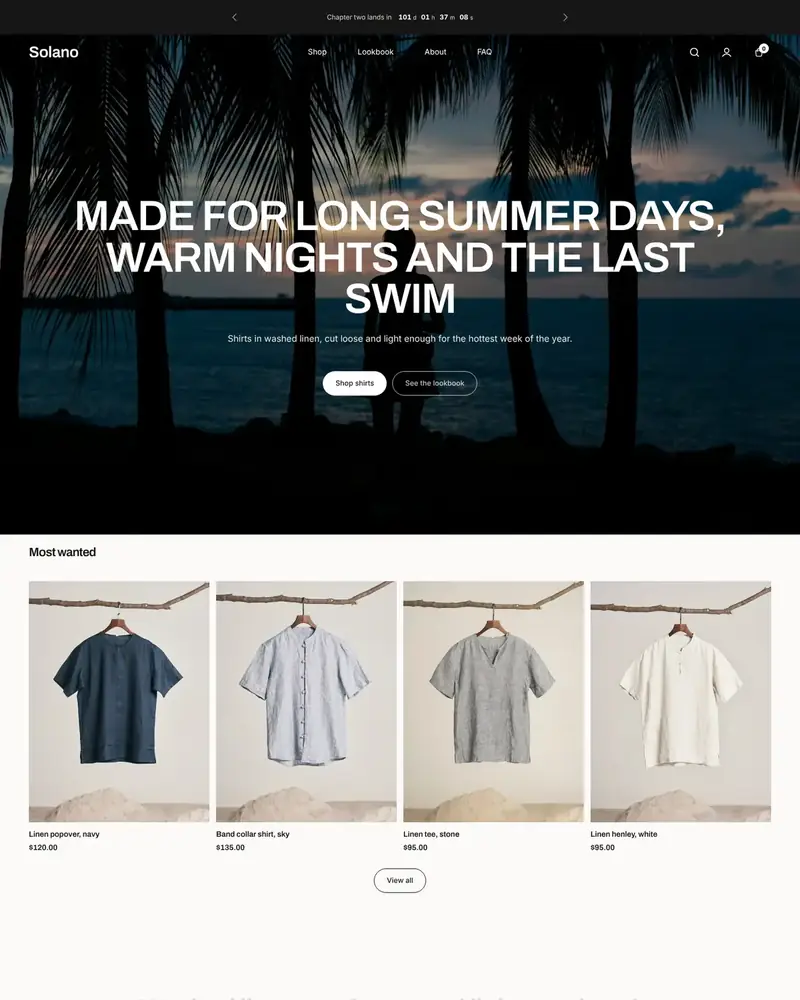 Chapter two lands in 101 d 01 h 37 m 08 s
Solano
Shop Lookbook About FAQ
0
MADE FOR LONG SUMMER DAYS,
WARM NIGHTS AND THE LAST
SWIM
Shirts in washed linen, cut loose and light enough for the hottest week of the year.
Shop shirts See the lookbook
Most wanted
Linen popover, navy
$120.00
Band collar shirt, sky
$135.00
Linen tee, stone
$95.00
Linen henley, white
$95.00
View all